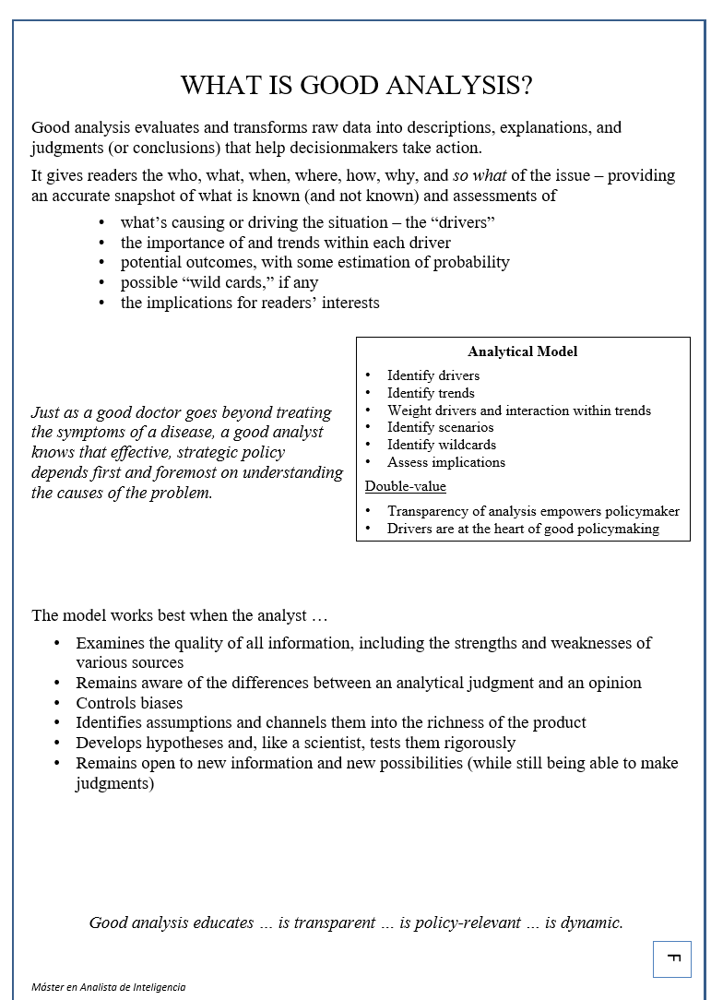 WHAT IS GOOD ANALYSIS?
Good analysis evaluates and transforms raw data into descriptions, explanations, and
judgments (or conclusions) that help decisionmakers take action.
It gives readers the who, what, when, where, how, why, and so what of the issue – providing
an accurate snapshot of what is known (and not known) and assessments of
• what’s causing or driving the situation – the “drivers”
• the importance of and trends within each driver
• potential outcomes, with some estimation of probability
• possible “wild cards,” if any
• the implications for readers’ interests
Just as a good doctor goes beyond treating
the symptoms of a disease, a good analyst
knows that effective, strategic policy
depends first and foremost on understanding
the causes of the problem.
Analytical Model
• Identify drivers
• Identify trends
• Weight drivers and interaction within trends
• Identify scenarios
• Identify wildcards
• Assess implications
Double-value
• Transparency of analysis empowers policymaker
• Drivers are at the heart of good policymaking
The model works best when the analyst …
• Examines the quality of all information, including the strengths and weaknesses of
various sources
• Remains aware of the differences between an analytical judgment and an opinion
• Controls biases
• Identifies assumptions and channels them into the richness of the product
• Develops hypotheses and, like a scientist, tests them rigorously
• Remains open to new information and new possibilities (while still being able to make
judgments)
Good analysis educates … is transparent … is policy-relevant … is dynamic.
F
Máster en Analista de Inteligencia